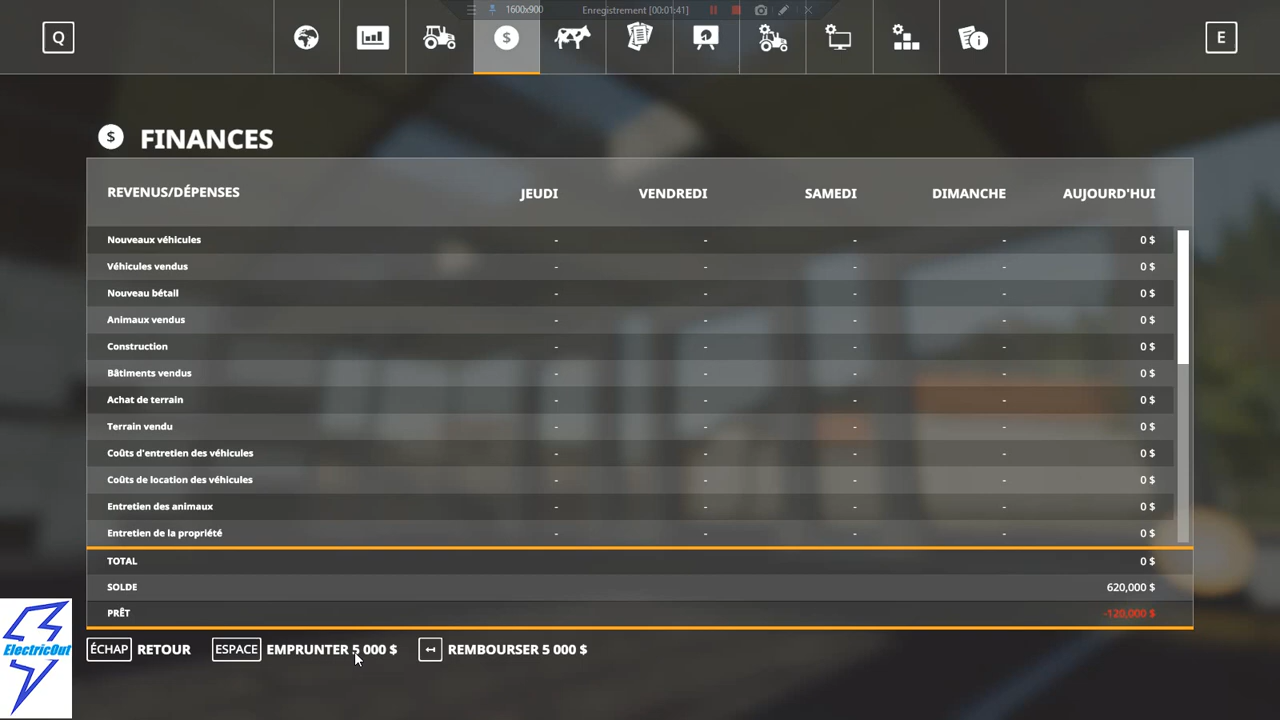 1600x900 Enregistrement [00:01:41]
Q E
FINANCES
REVENUS/DÉPENSES JEUDI VENDREDI SAMEDI DIMANCHE AUJOURD'HUI
Nouveaux véhicules - - - - 0 $
Véhicules vendus - - - - 0 $
Nouveau bétail - - - - 0 $
Animaux vendus - - - - 0 $
Construction - - - - 0 $
Bâtiments vendus - - - - 0 $
Achat de terrain - - - - 0 $
Terrain vendu - - - - 0 $
Coûts d'entretien des véhicules - - - - 0 $
Coûts de location des véhicules - - - - 0 $
Entretien des animaux - - - - 0 $
Entretien de la propriété - - - - 0 $
TOTAL 0 $
SOLDE 620,000 $
PRÊT -120,000 $
ÉCHAP RETOUR ESPACE EMPRUNTER 5 000 $ REMBOURSER 5 000 $
ElectricOut